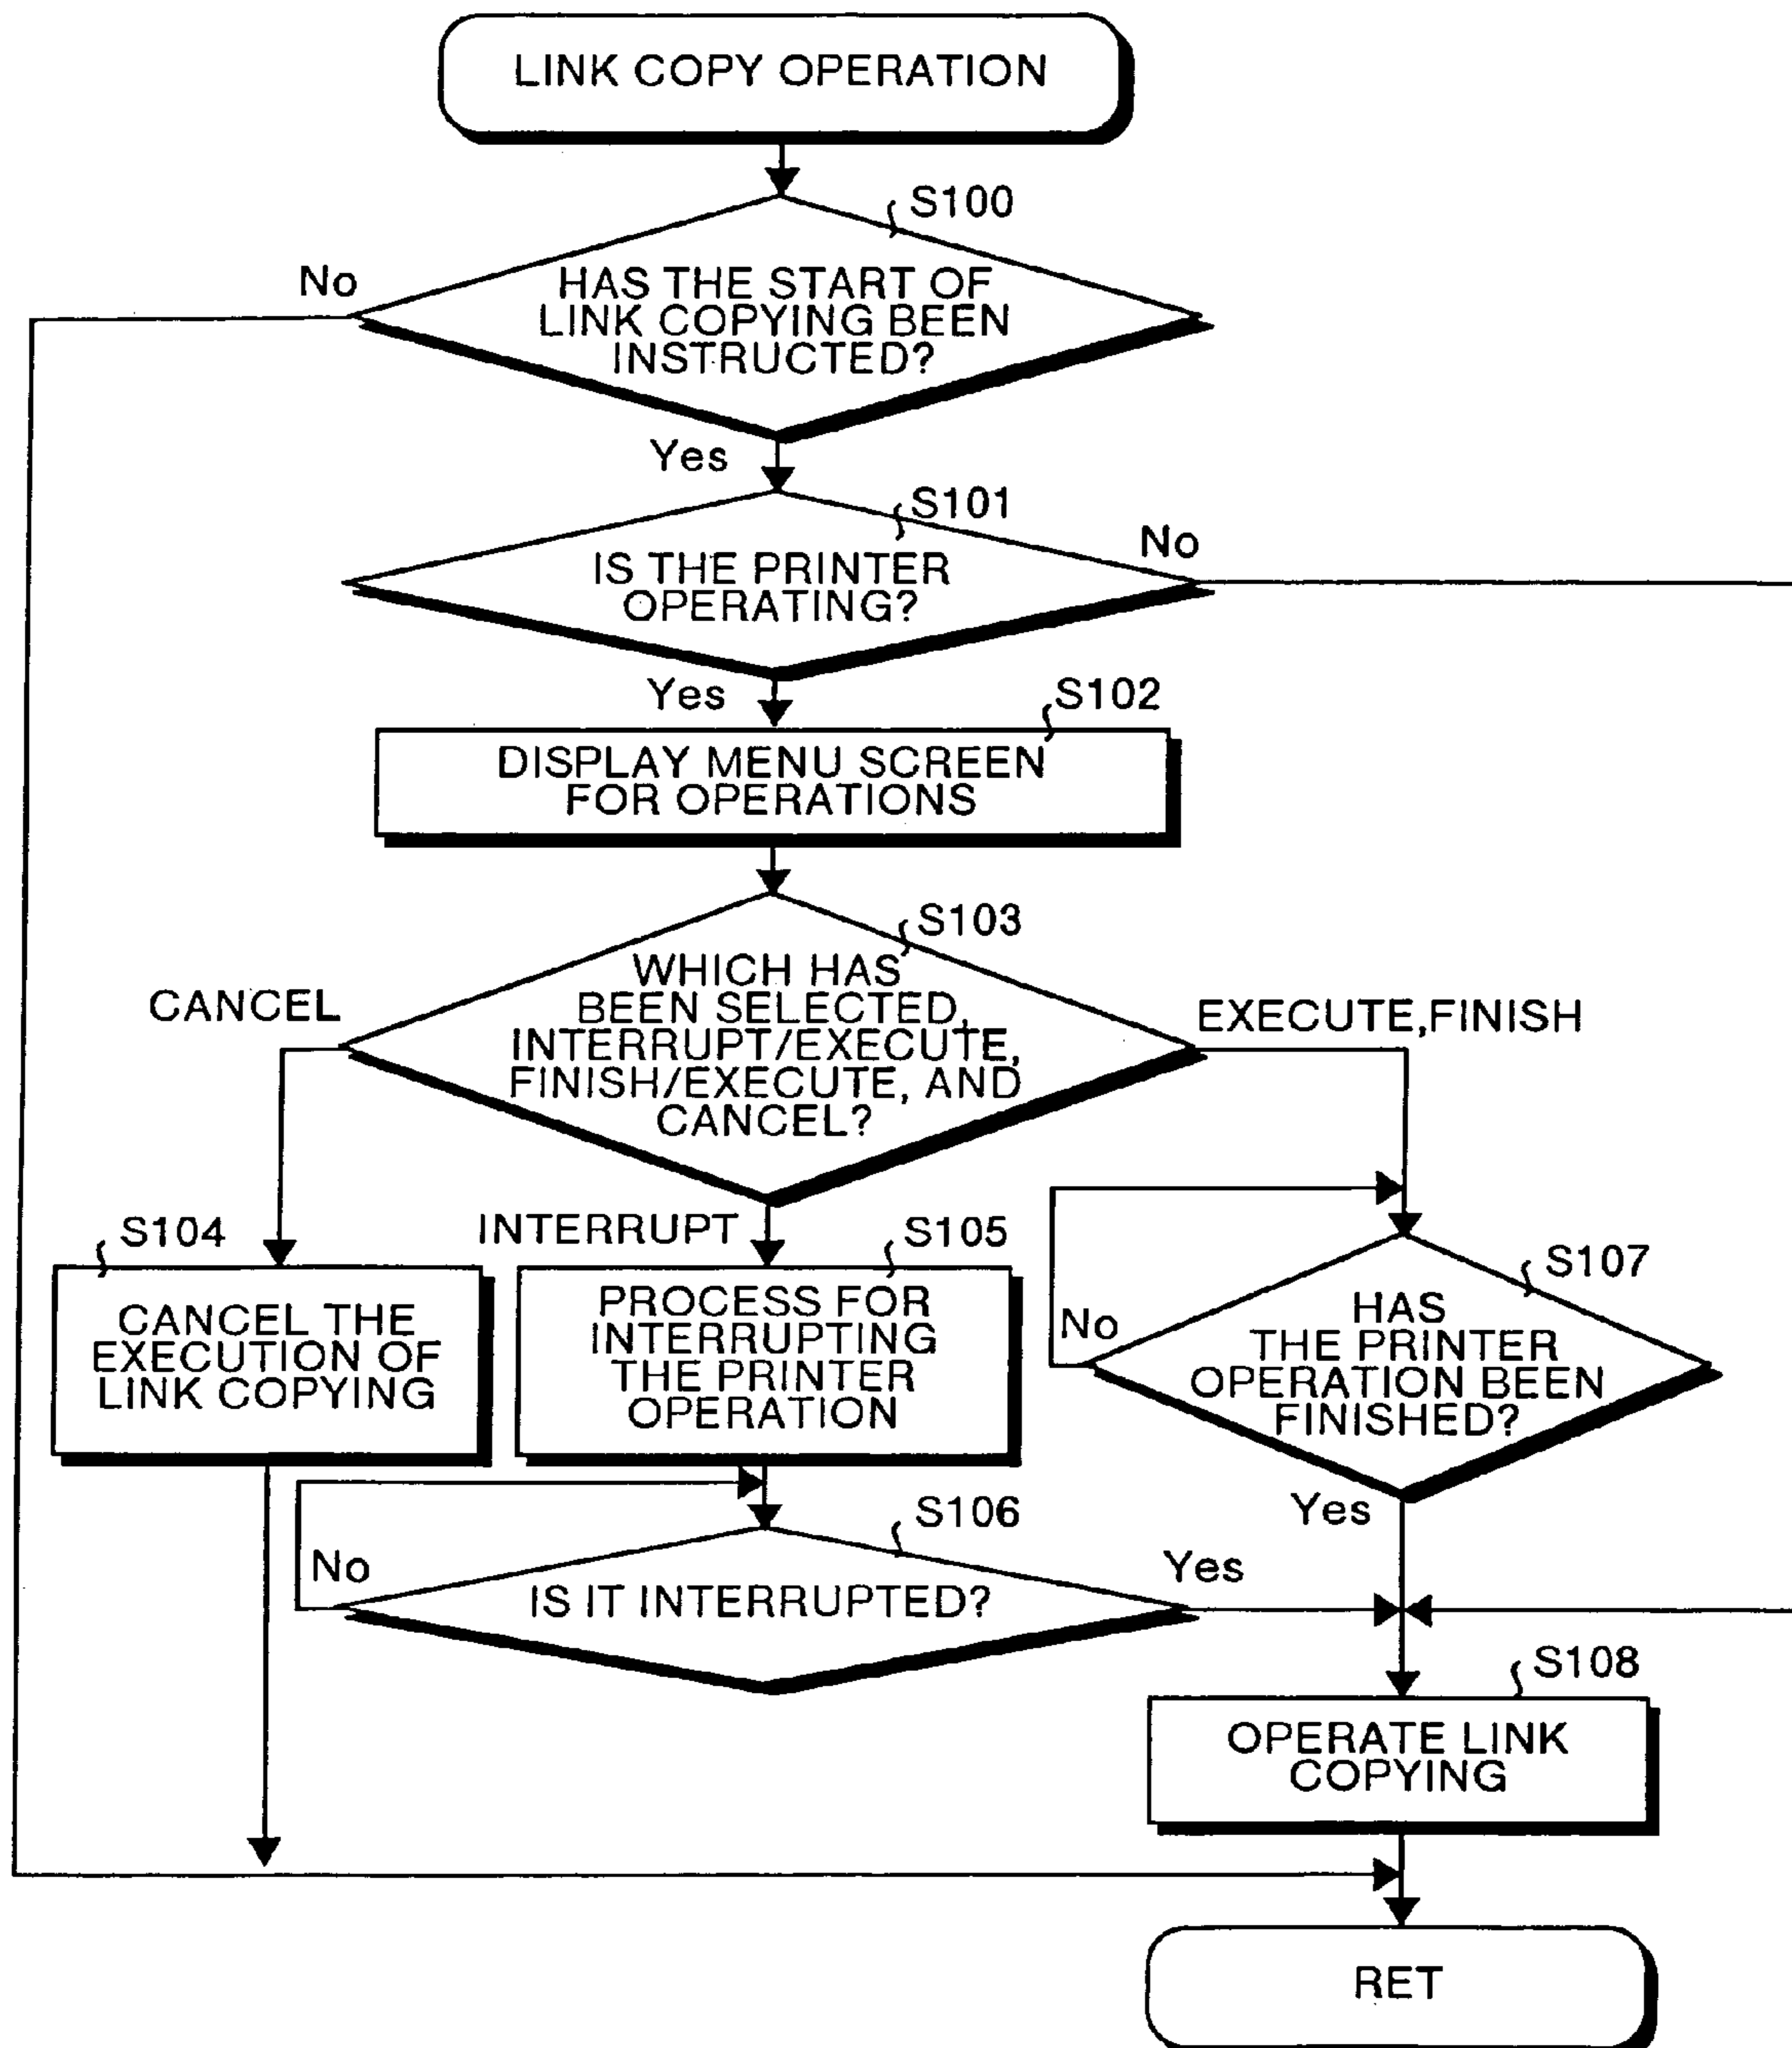 LINK COPY OPERATION
S100
No
HAS THE START OF
LINK COPYING BEEN
INSTRUCTED?
Yes
S101
No
IS THE PRINTER
OPERATING?
Yes
S102
DISPLAY MENU SCREEN
FOR OPERATIONS
S103
CANCEL
WHICH HAS
BEEN SELECTED,
INTERRUPT/EXECUTE,
FINISH/EXECUTE, AND
CANCEL?
EXECUTE,FINISH
S104
INTERRUPT
S105
S107
CANCEL THE
EXECUTION OF
LINK COPYING
PROCESS FOR
INTERRUPTING
THE PRINTER
OPERATION
No
HAS
THE PRINTER
OPERATION BEEN
FINISHED?
Yes
S106
No
IS IT INTERRUPTED?
Yes
S108
OPERATE LINK
COPYING
RET